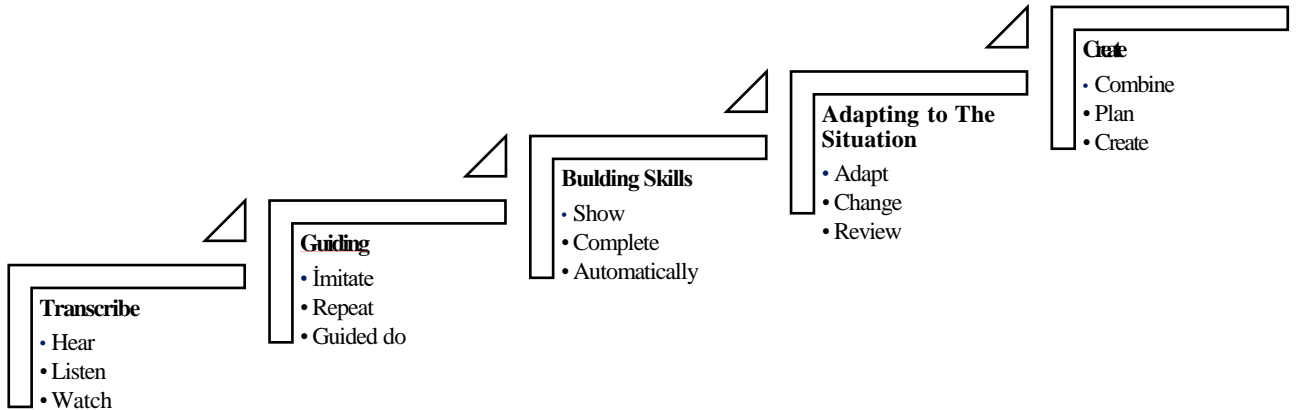 Transcribe
• Hear
• Listen
• Watch
Guiding
• İmitate
• Repeat
• Guided do
Building Skills
• Show
• Complete
• Automatically
Adapting to The
Situation
• Adapt
• Change
• Review
Create
• Combine
• Plan
• Create